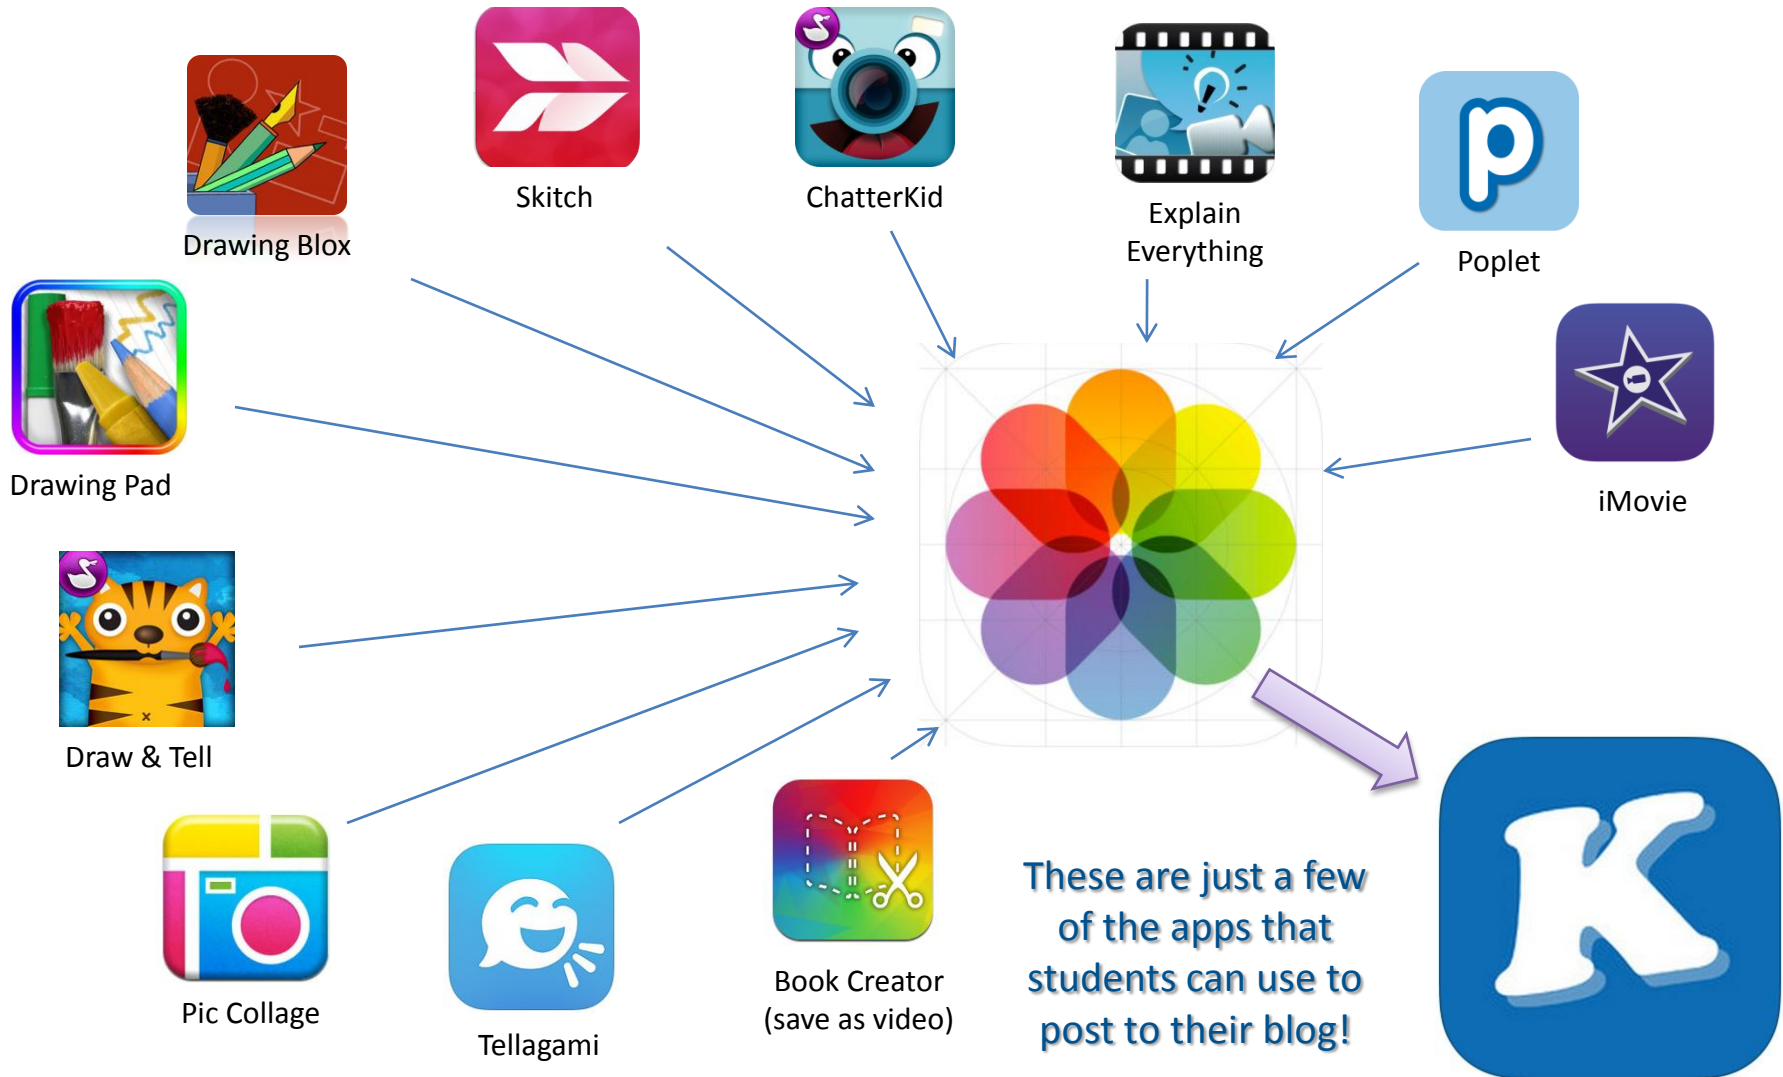 Skitch
ChatterKid
Explain
Everything
Drawing Blox
p
Poplet
Drawing Pad
iMovie
Draw & Tell
Pic Collage
Tellagami
Book Creator
(save as video)
These are just a few
of the apps that
students can use to
post to their blog!
K